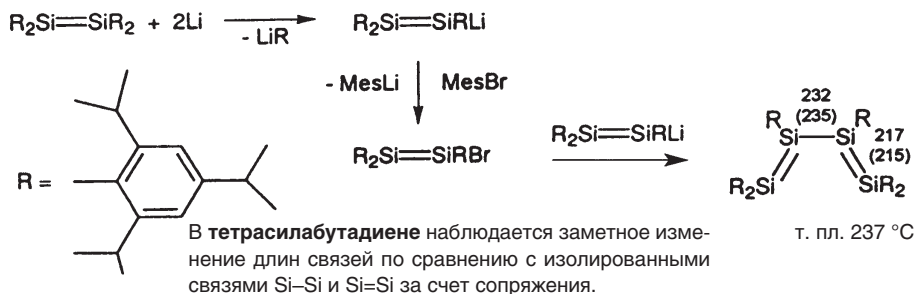 R₂Si=SiR₂ + 2Li
- LiR
R₂Si=SiRLi
- MesLi
MesBr
R₂Si=SiRBr
R₂Si=SiRLi
232
(235)
R
R
217
Si—Si
(215)
R₂Si
SiR₂
R =
В тетрасилабутадиене наблюдается заметное изме-
нение длин связей по сравнению с изолированными
связями Si–Si и Si=Si за счет сопряжения.
т. пл. 237 °C